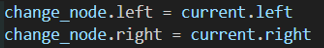 change_node.left = current.left
change_node.right = current.right